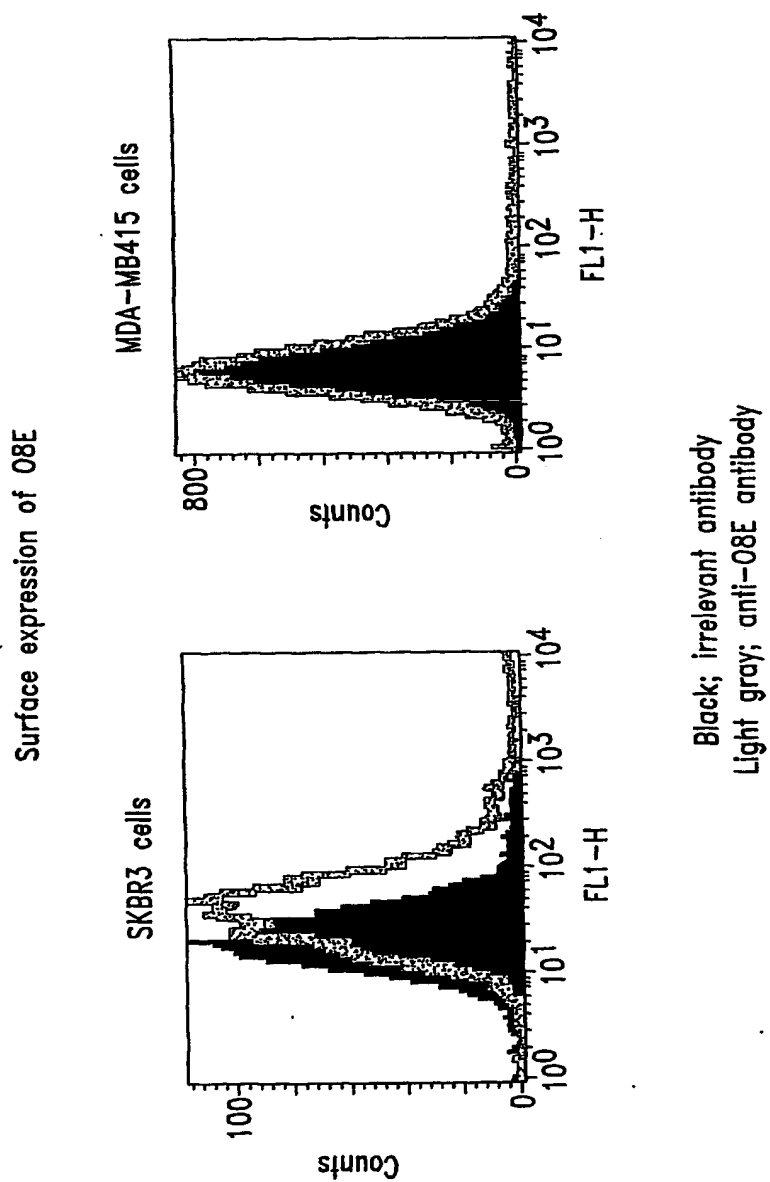 Surface expression of O8E
SKBR3 cells
Counts
100
0
10⁰ 10¹ 10² 10³ 10⁴
FL1-H
MDA-MB415 cells
Counts
800
0
10⁰ 10¹ 10² 10³ 10⁴
FL1-H
Black; irrelevant antibody
Light gray; anti-O8E antibody